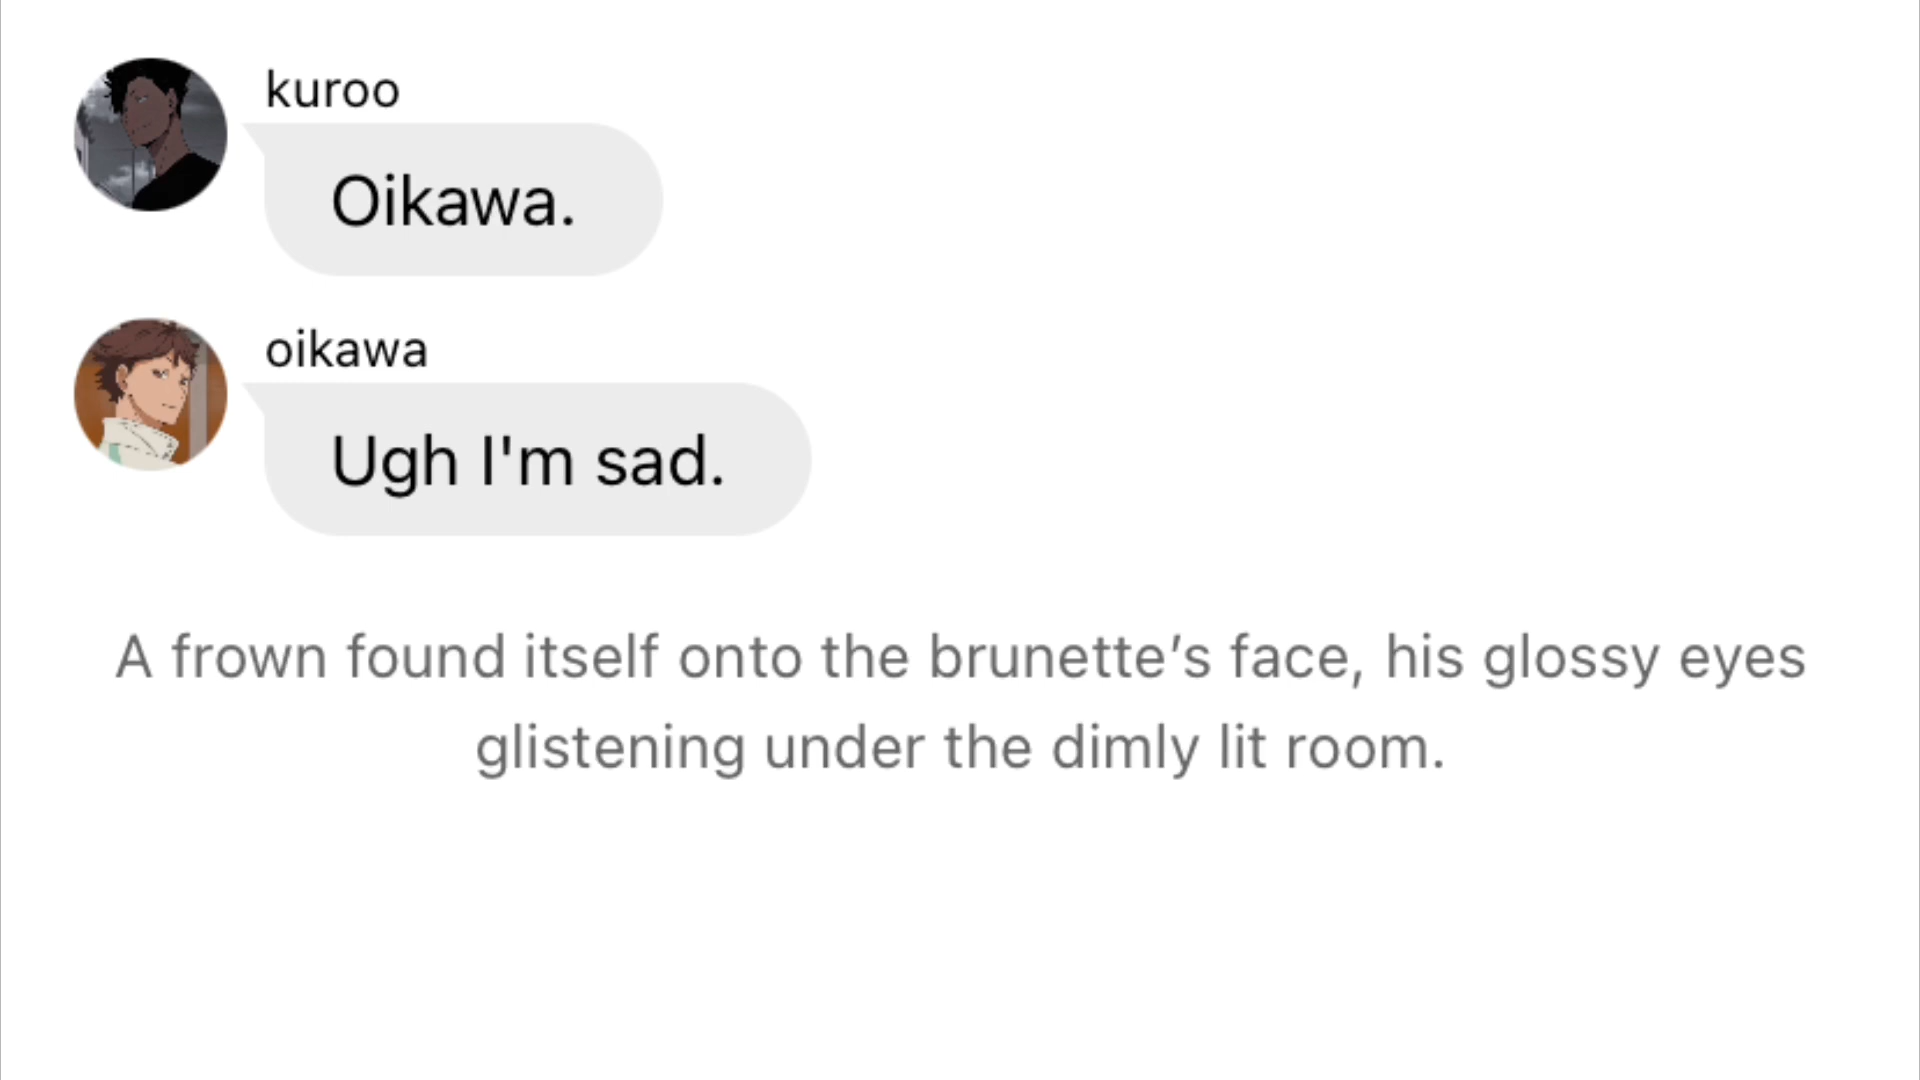 kuroo
Oikawa.
oikawa
Ugh I'm sad.
A frown found itself onto the brunette’s face, his glossy eyes
glistening under the dimly lit room.